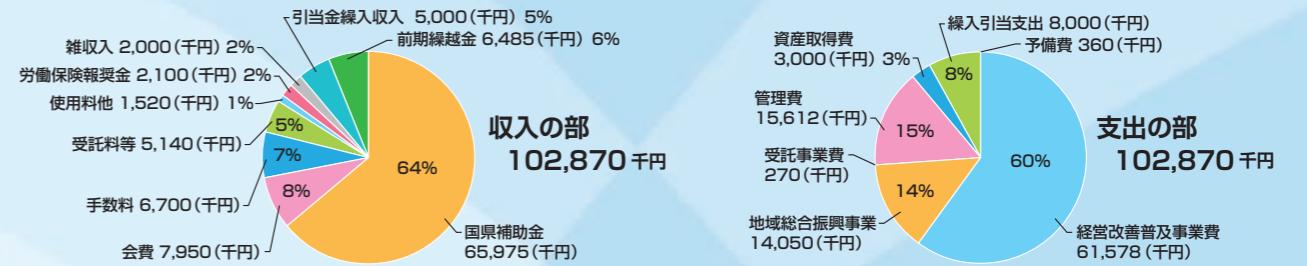 引当金繰入収入 5,000(千円) 5%
前期繰越金 6,485(千円) 6%
雑収入 2,000(千円) 2%
労働保険報奨金 2,100(千円) 2%
使用料他 1,520(千円) 1%
5%
受託料等 5,140(千円)
7%
手数料 6,700(千円)
8%
会費 7,950(千円)
64%
国県補助金
65,975(千円)
収入の部
102,870 千円
繰入引当支出 8,000(千円)
予備費 360(千円)
資産取得費
3,000(千円) 3%
8%
管理費
15,612(千円)
15%
受託事業費
270(千円)
14%
地域総合振興事業
14,050(千円)
60%
経営改善普及事業費
61,578(千円)
支出の部
102,870 千円